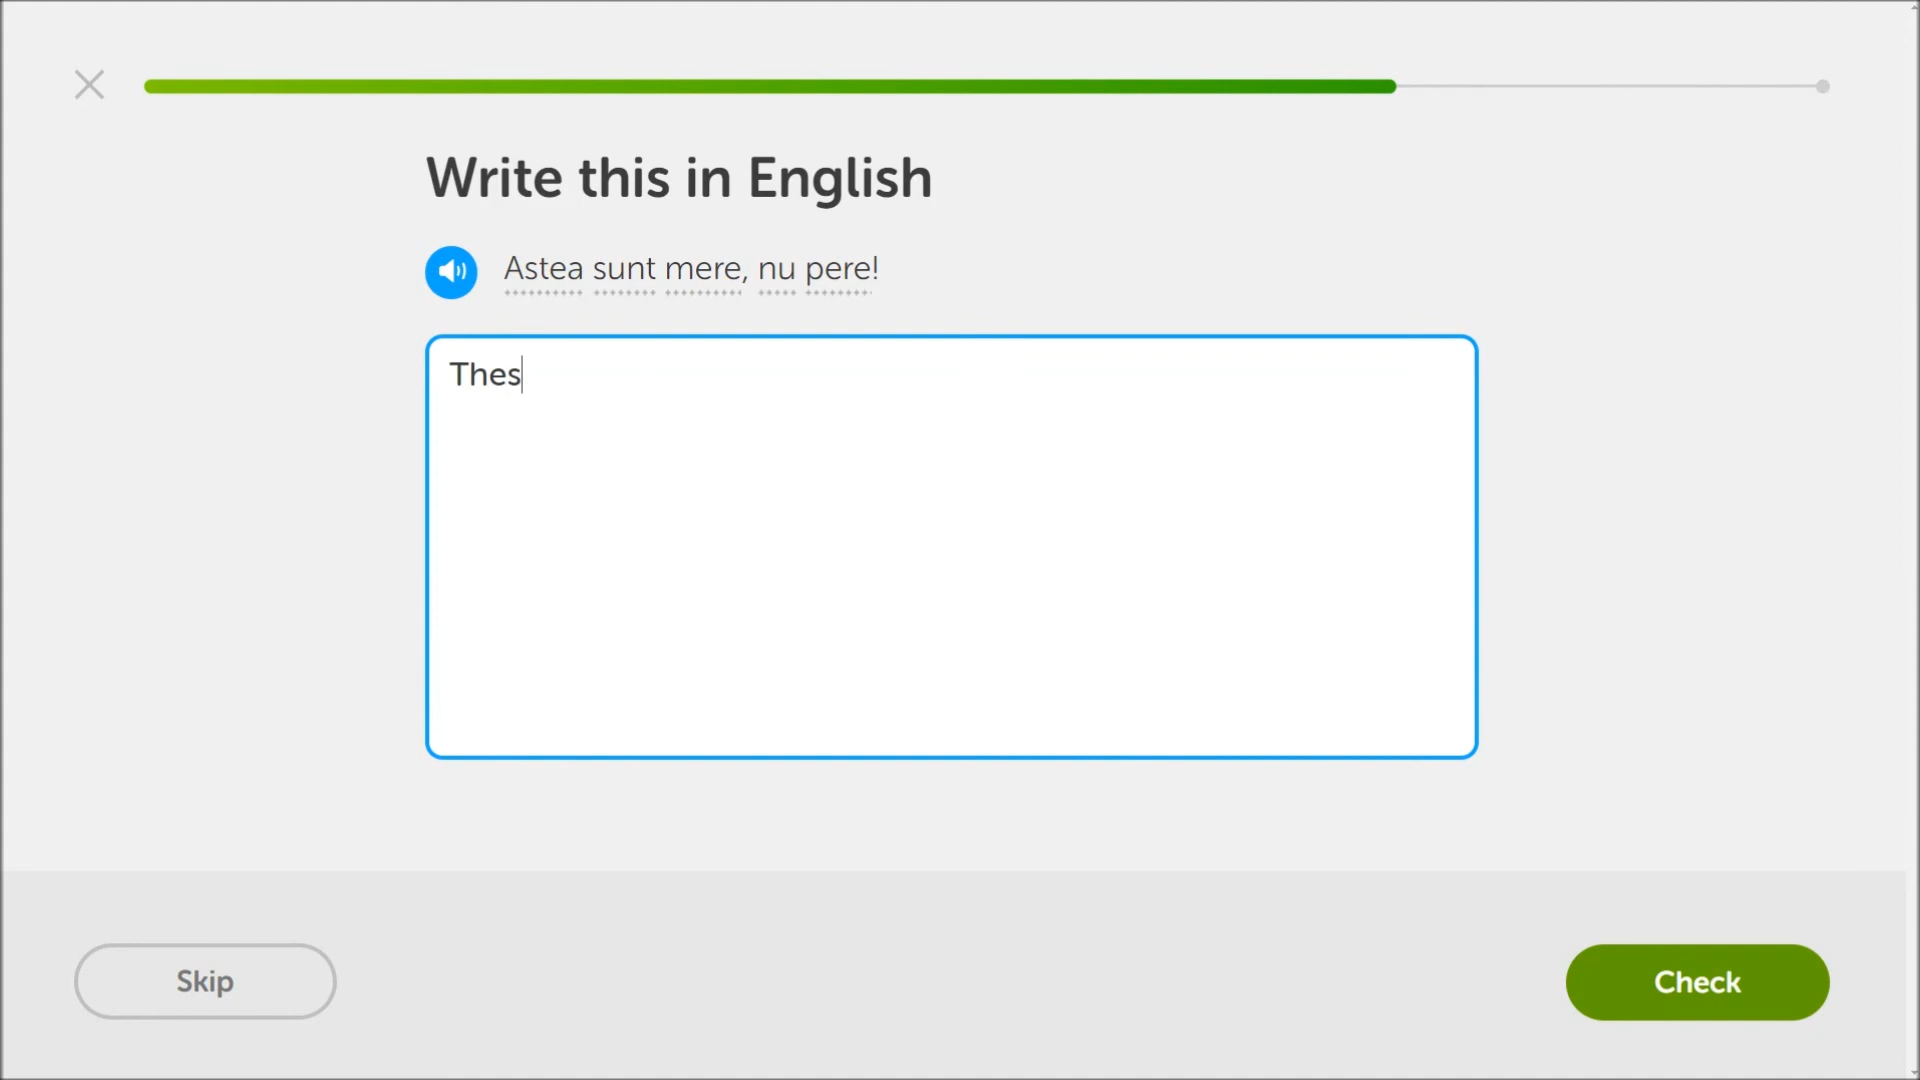 Write this in English
Astea sunt mere, nu pere!
Thes
Skip
Check